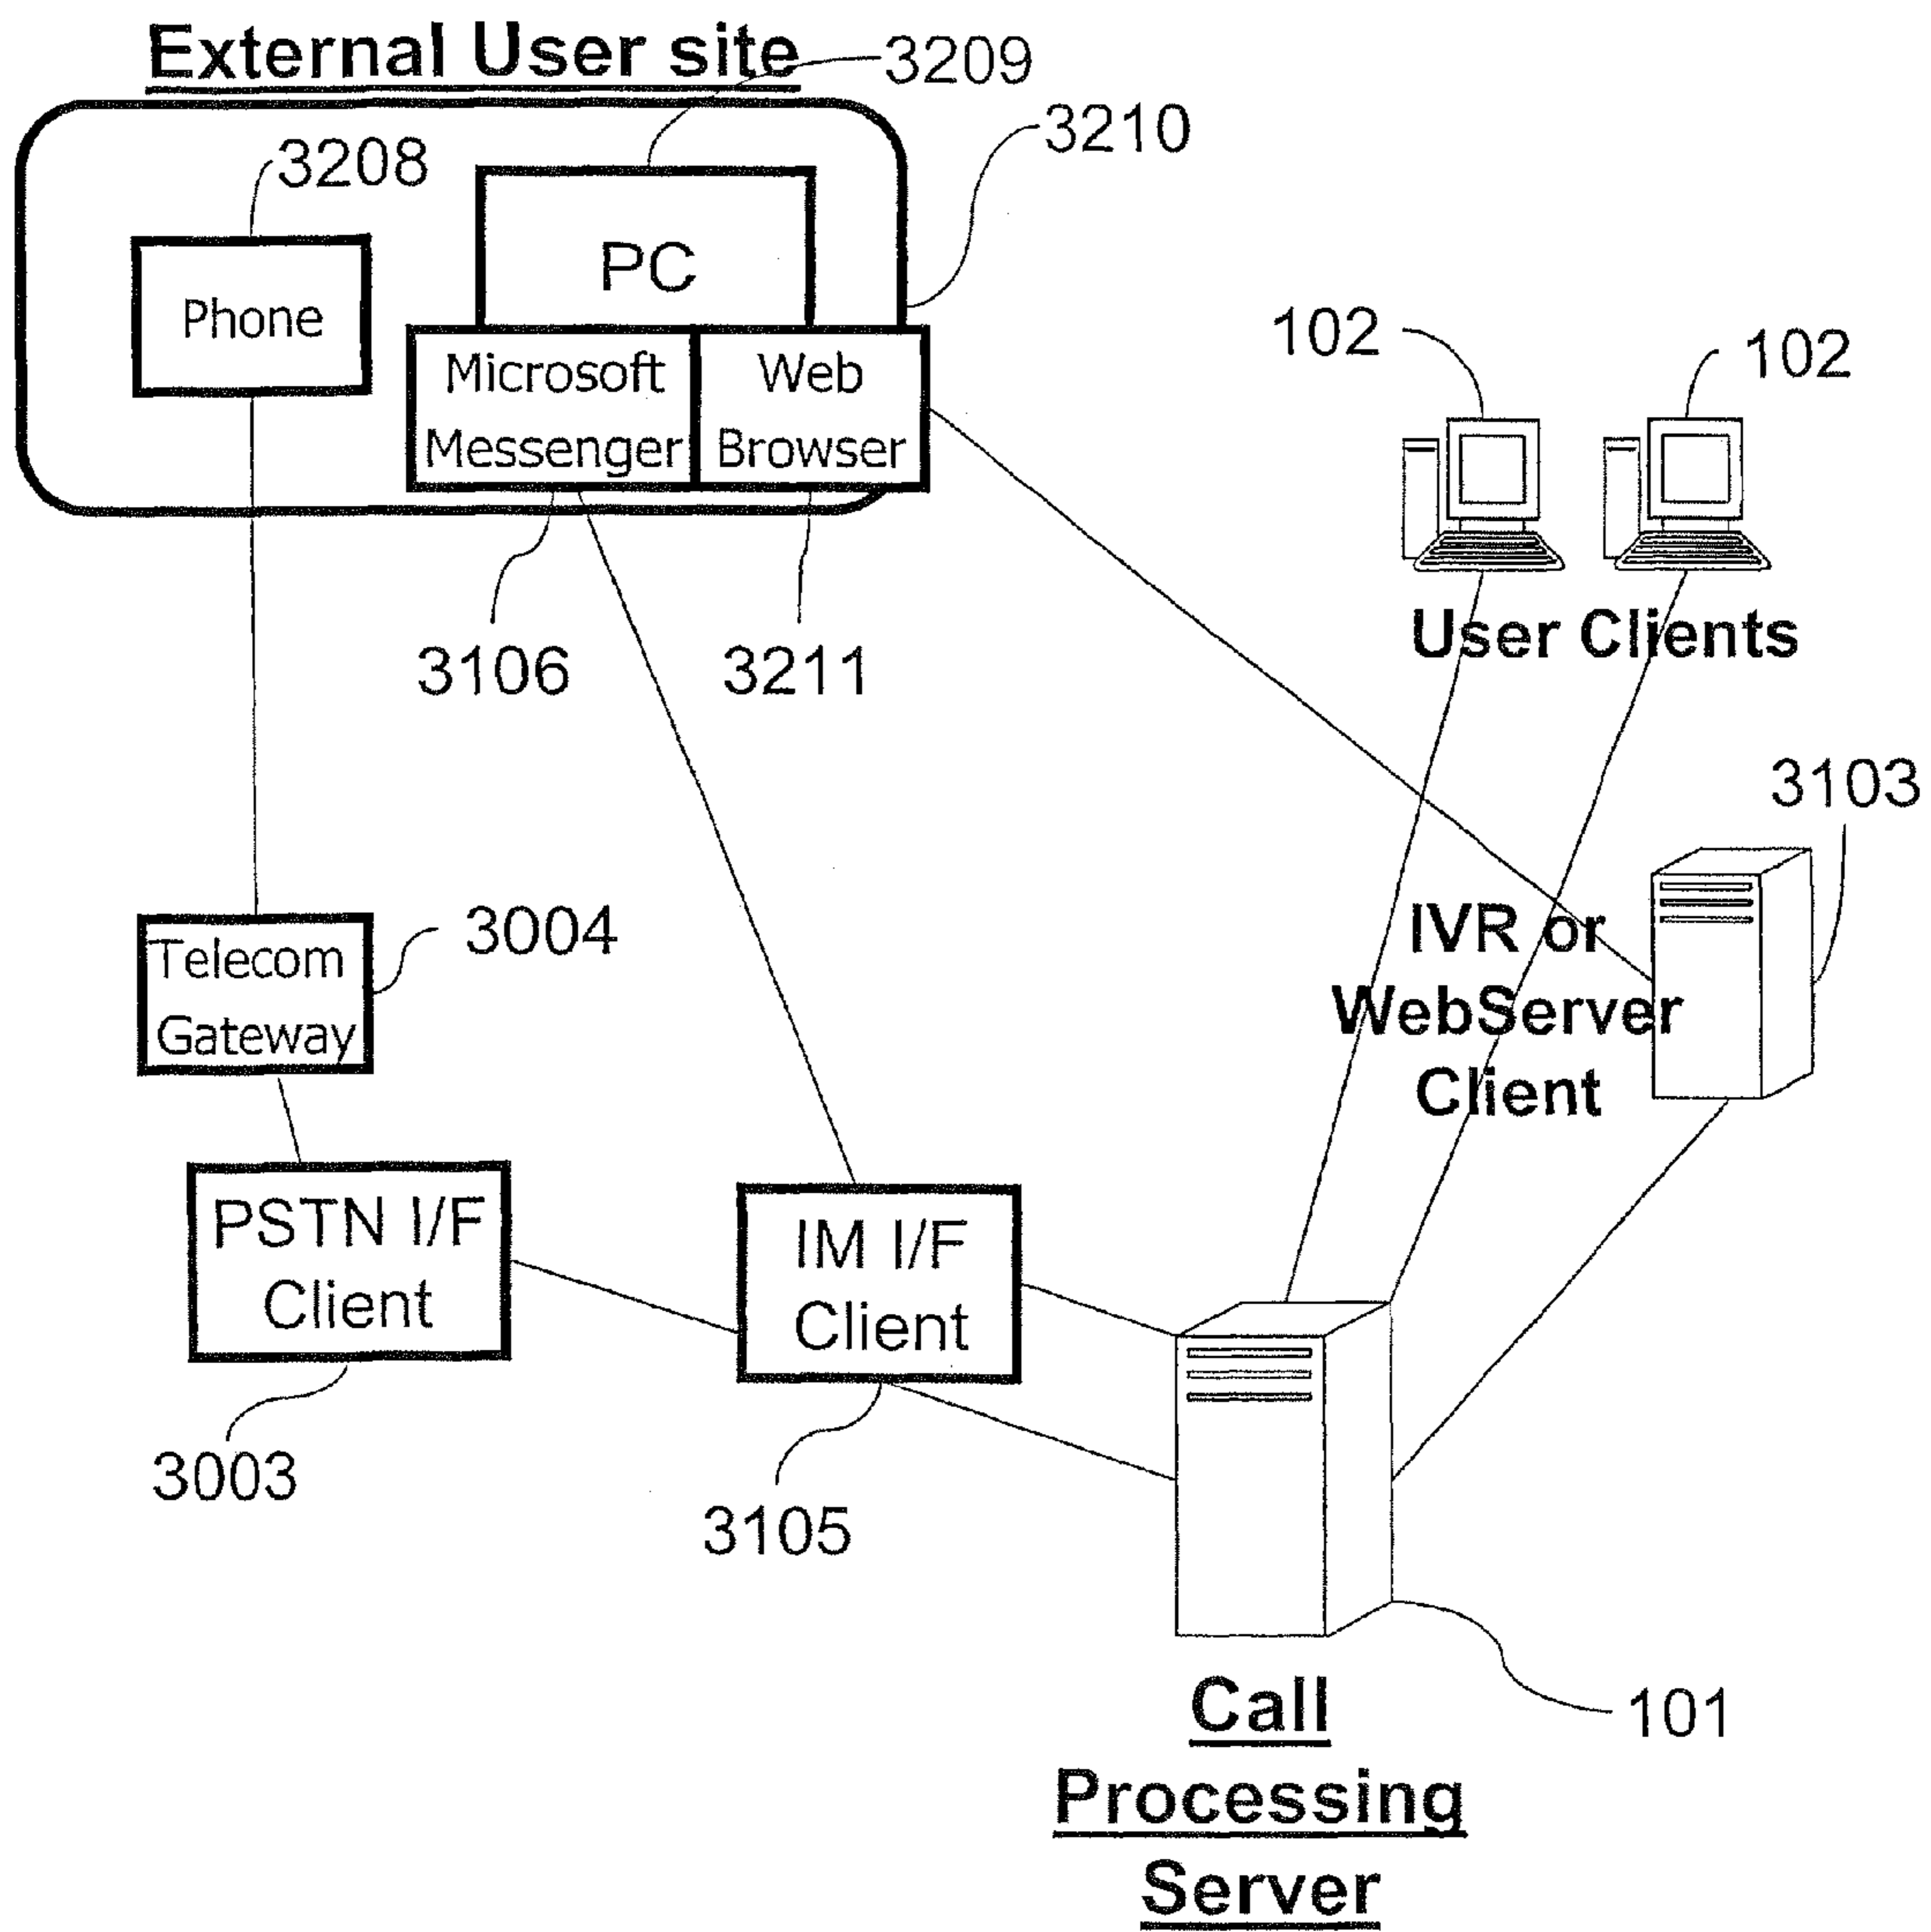 External User site
3209
3210
3208
PC
Phone
Microsoft
Messenger
Web
Browser
102
102
User Clients
3106
3211
3103
Telecom
Gateway
3004
IVR or
WebServer
Client
PSTN I/F
Client
IM I/F
Client
3003
3105
101
Call
Processing
Server